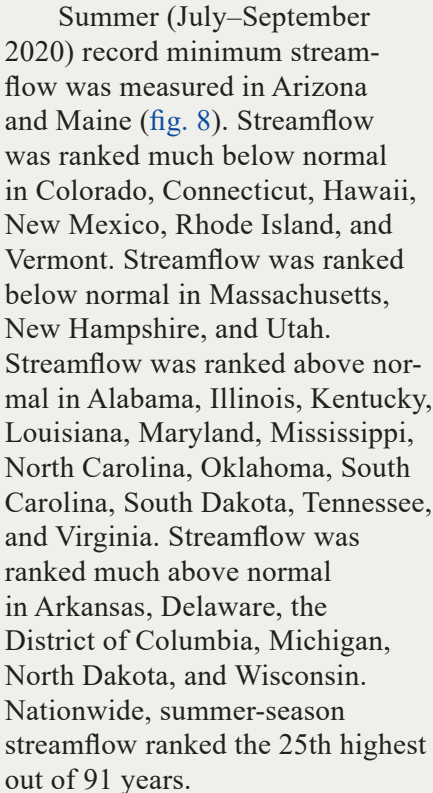 Summer (July–September
2020) record minimum stream-
flow was measured in Arizona
and Maine (fig. 8). Streamflow
was ranked much below normal
in Colorado, Connecticut, Hawaii,
New Mexico, Rhode Island, and
Vermont. Streamflow was ranked
below normal in Massachusetts,
New Hampshire, and Utah.
Streamflow was ranked above nor-
mal in Alabama, Illinois, Kentucky,
Louisiana, Maryland, Mississippi,
North Carolina, Oklahoma, South
Carolina, South Dakota, Tennessee,
and Virginia. Streamflow was
ranked much above normal
in Arkansas, Delaware, the
District of Columbia, Michigan,
North Dakota, and Wisconsin.
Nationwide, summer-season
streamflow ranked the 25th highest
out of 91 years.